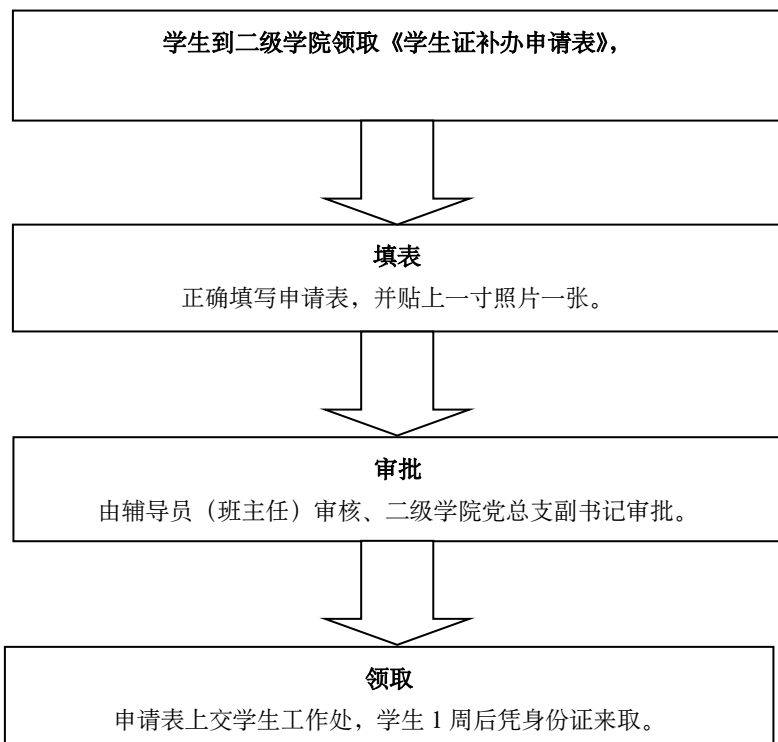 学生到二级学院领取《学生证补办申请表》，
填表
正确填写申请表，并贴上一寸照片一张。
审批
由辅导员（班主任）审核、二级学院党总支副书记审批。
领取
申请表上交学生工作处，学生 1 周后凭身份证来取。